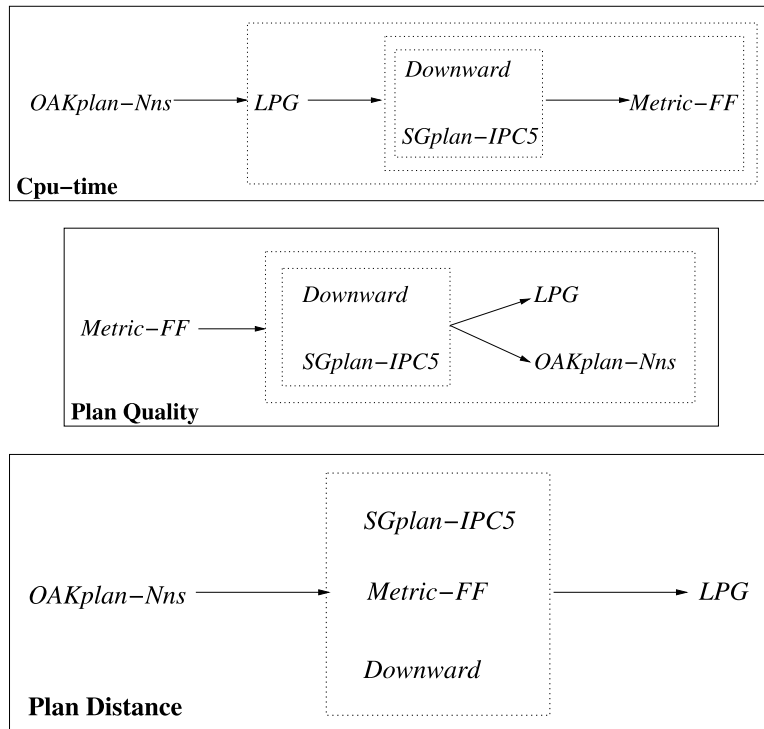 Downward
OAKplan-Nns
LPG
Metric-FF
SGplan-IPC5
Cpu-time
Downward
LPG
Metric-FF
SGplan-IPC5
OAKplan-Nns
Plan Quality
SGplan-IPC5
OAKplan-Nns
Metric-FF
LPG
Downward
Plan Distance